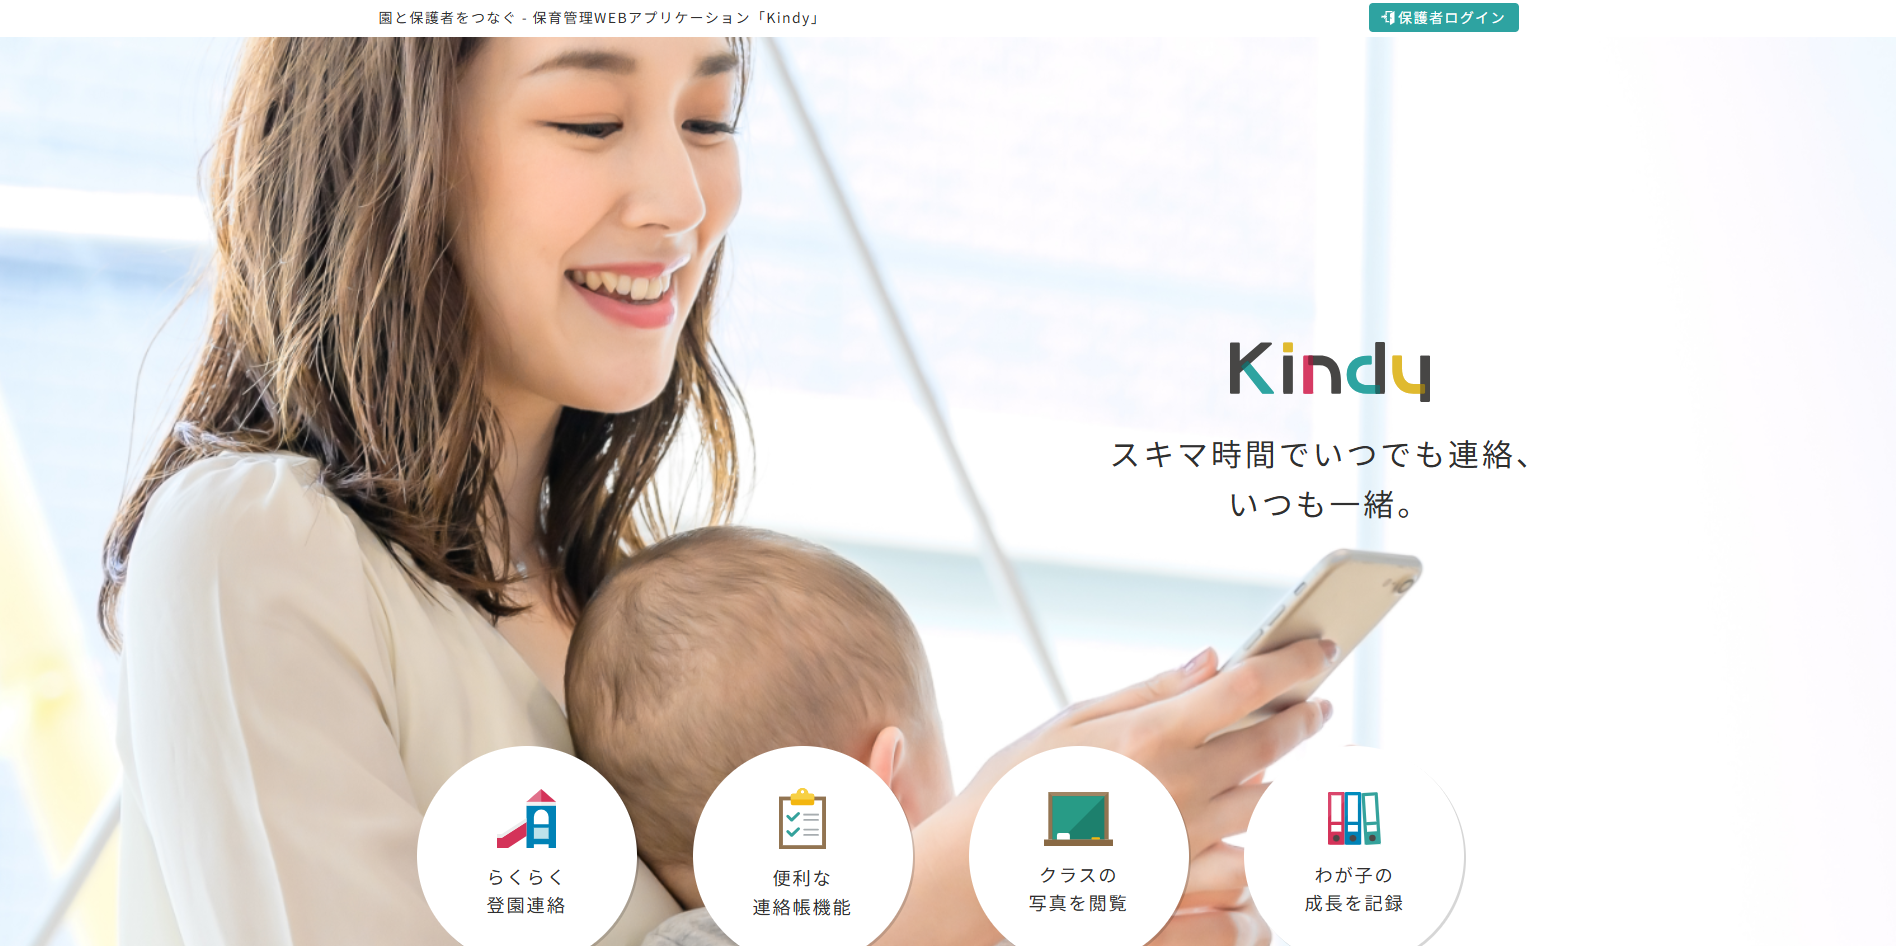 園と保護者をつなぐ - 保育管理WEBアプリケーション「Kindy」
保護者ログイン
Kindy
スキマ時間でいつでも連絡、
いつも一緒。
らくらく
登園連絡
便利な
連絡帳機能
クラスの
写真を閲覧
わが子の
成長を記録